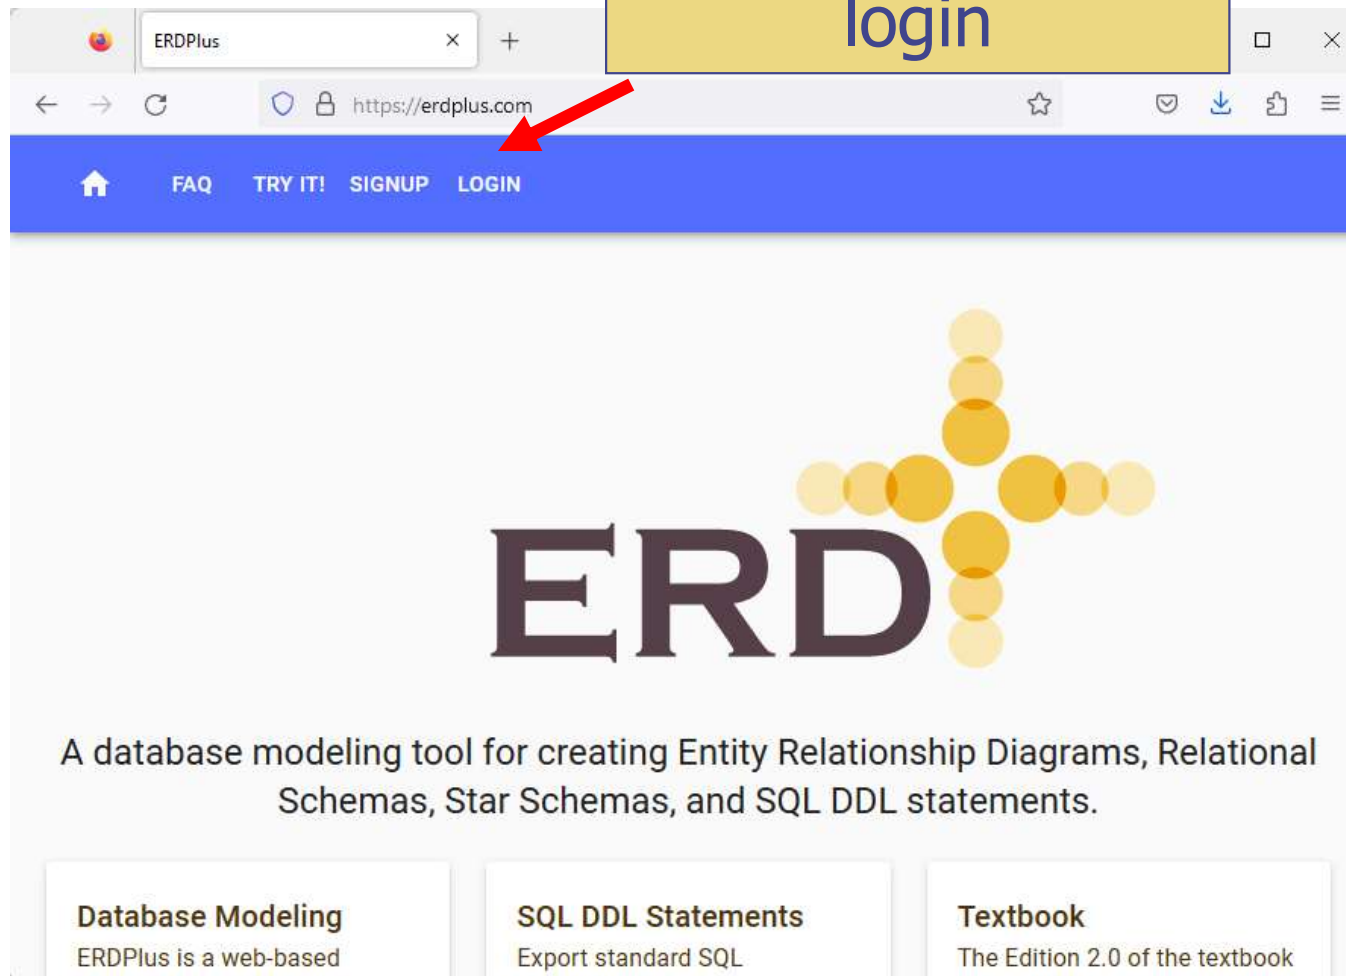 login
ERDPlus
https://erdplus.com
FAQ TRY IT! SIGNUP LOGIN
ERD
A database modeling tool for creating Entity Relationship Diagrams, Relational
Schemas, Star Schemas, and SQL DDL statements.
Database Modeling
ERDPlus is a web-based
SQL DDL Statements
Export standard SQL
Textbook
The Edition 2.0 of the textbook